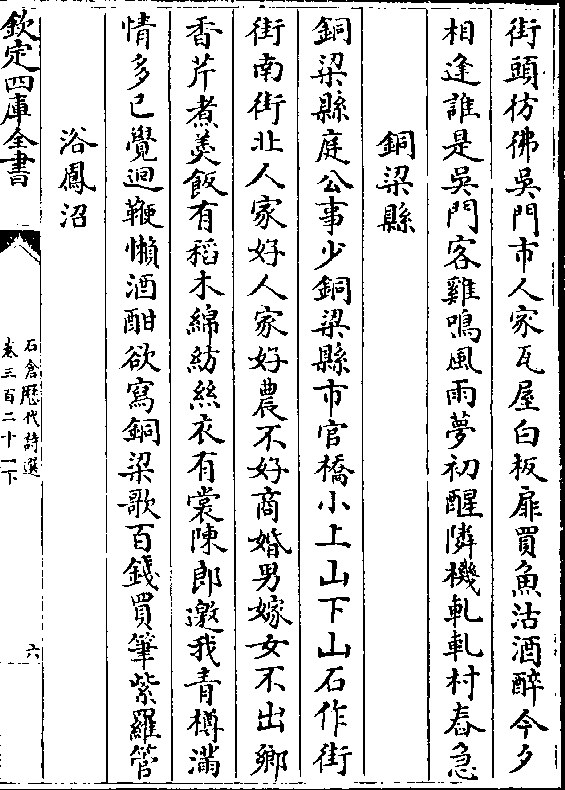 街頭彷彿吳門市人家瓦屋白板扉買魚沽酒醉今夕
相逢誰是吳門客雞鳴風雨夢初醒隣機軋軋村舂急
銅梁縣
銅梁縣庭公事少銅梁縣市官橋小上山下山石作街
街南街北人家好人家好農不好商婚男嫁女不出鄉
香芹煮羙飯有稻木綿紡絲衣有裳陳郎邀我青樽滿
情多已覺迴鞭懶酒酣欲寫銅梁歌百錢買筆紫羅管
浴鳳沼
欽定四庫全書
石倉歷代詩選
卷三百二十一下
六